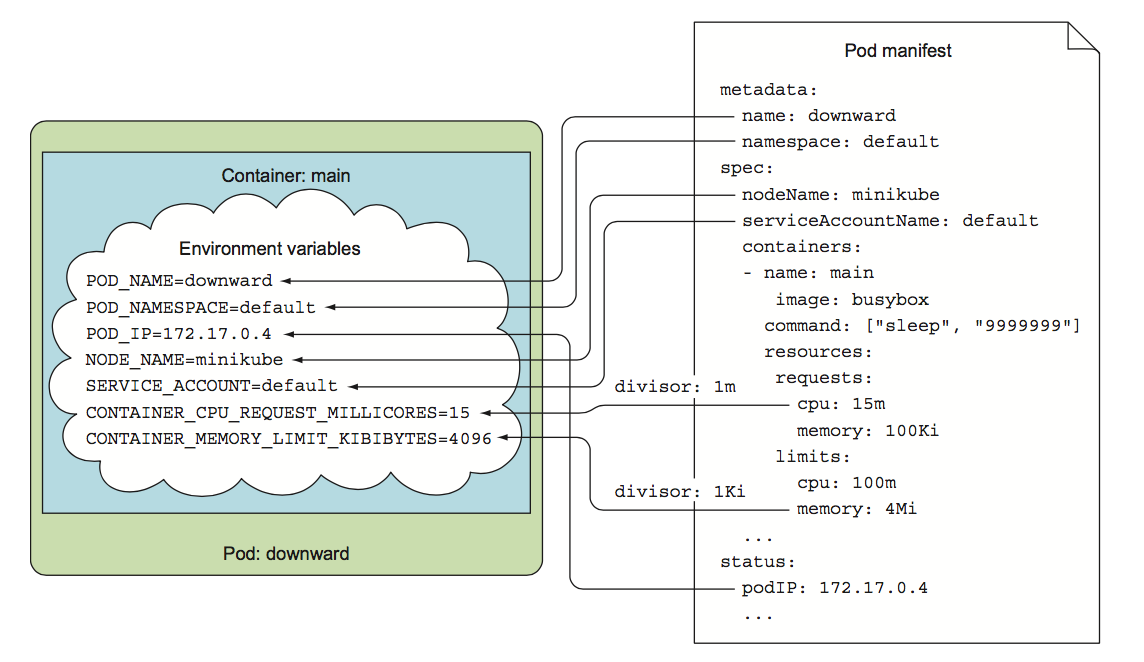 Container: main
Environment variables
POD_NAME=downward
POD_NAMESPACE=default
POD_IP=172.17.0.4
NODE_NAME=minikube
SERVICE_ACCOUNT=default
CONTAINER_CPU_REQUEST_MILLICORES=15
CONTAINER_MEMORY_LIMIT_KIBIBYTES=4096
Pod: downward
divisor: 1m
divisor: 1Ki
Pod manifest
metadata:
name: downward
namespace: default
spec:
nodeName: minikube
serviceAccountName: default
containers:
- name: main
image: busybox
command: ["sleep", "9999999"]
resources:
requests:
cpu: 15m
memory: 100Ki
limits:
cpu: 100m
memory: 4Mi
...
status:
podIP: 172.17.0.4
...